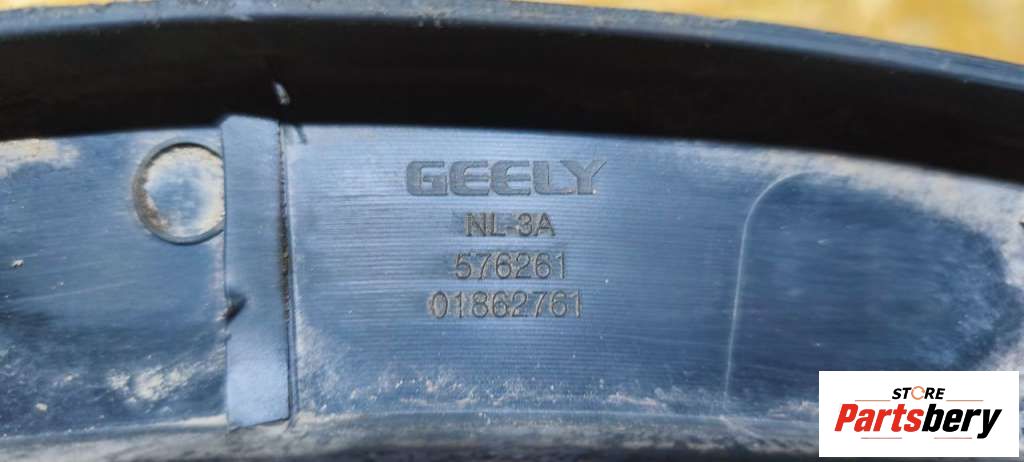 GEELY
NL-3A
576261
01862761
STORE
Partsbery